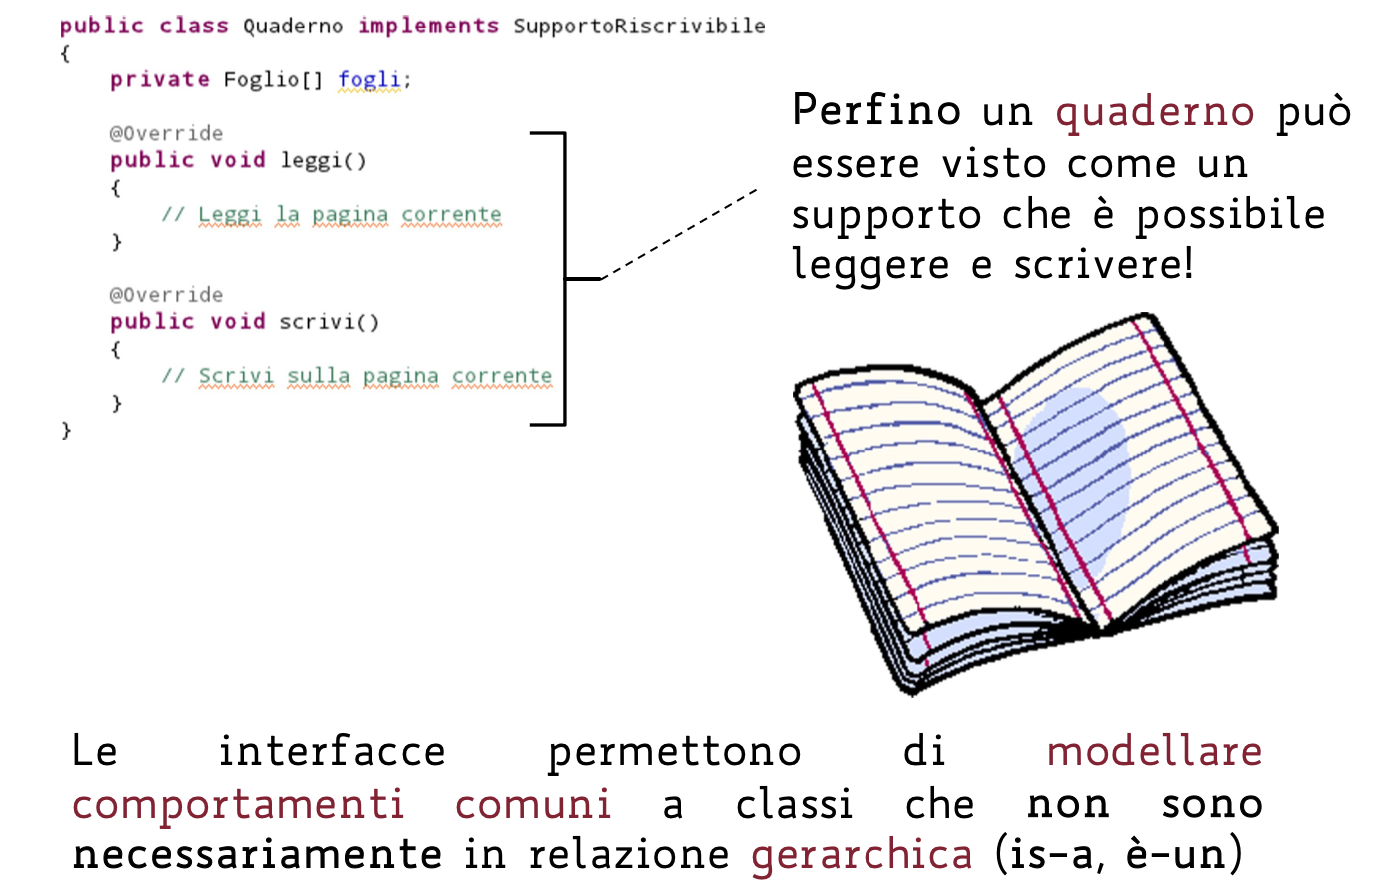 public class Quaderno implements SupportoRiscrivibile
{
private Foglio[] fogli;
@Override
public void leggi()
{
// Leggi la pagina corrente
}
@Override
public void scrivi()
{
// Scrivi sulla pagina corrente
}
}
Perfino un quaderno può
essere visto come un
supporto che è possibile
leggere e scrivere!
Le interfacce permettono di modellare
comportamenti comuni a classi che non sono
necessariamente in relazione gerarchica (is-a, è-un)